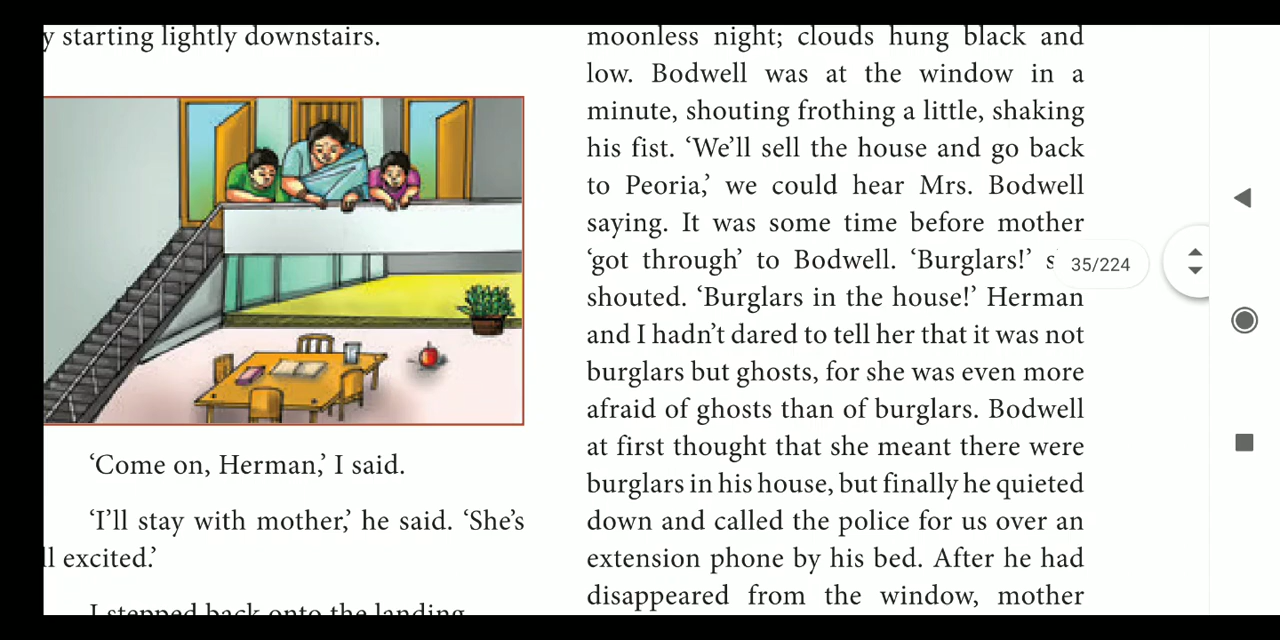 y starting lightly downstairs.
‘Come on, Herman,’ I said.
‘I’ll stay with mother,’ he said. ‘She’s
ll excited.’
I stepped back onto the landing
moonless night; clouds hung black and
low. Bodwell was at the window in a
minute, shouting frothing a little, shaking
his fist. ‘We’ll sell the house and go back
to Peoria,’ we could hear Mrs. Bodwell
saying. It was some time before mother
‘got through’ to Bodwell. ‘Burglars!’ s
shouted. ‘Burglars in the house!’ Herman
and I hadn’t dared to tell her that it was not
burglars but ghosts, for she was even more
afraid of ghosts than of burglars. Bodwell
at first thought that she meant there were
burglars in his house, but finally he quieted
down and called the police for us over an
extension phone by his bed. After he had
disappeared from the window, mother
35/224